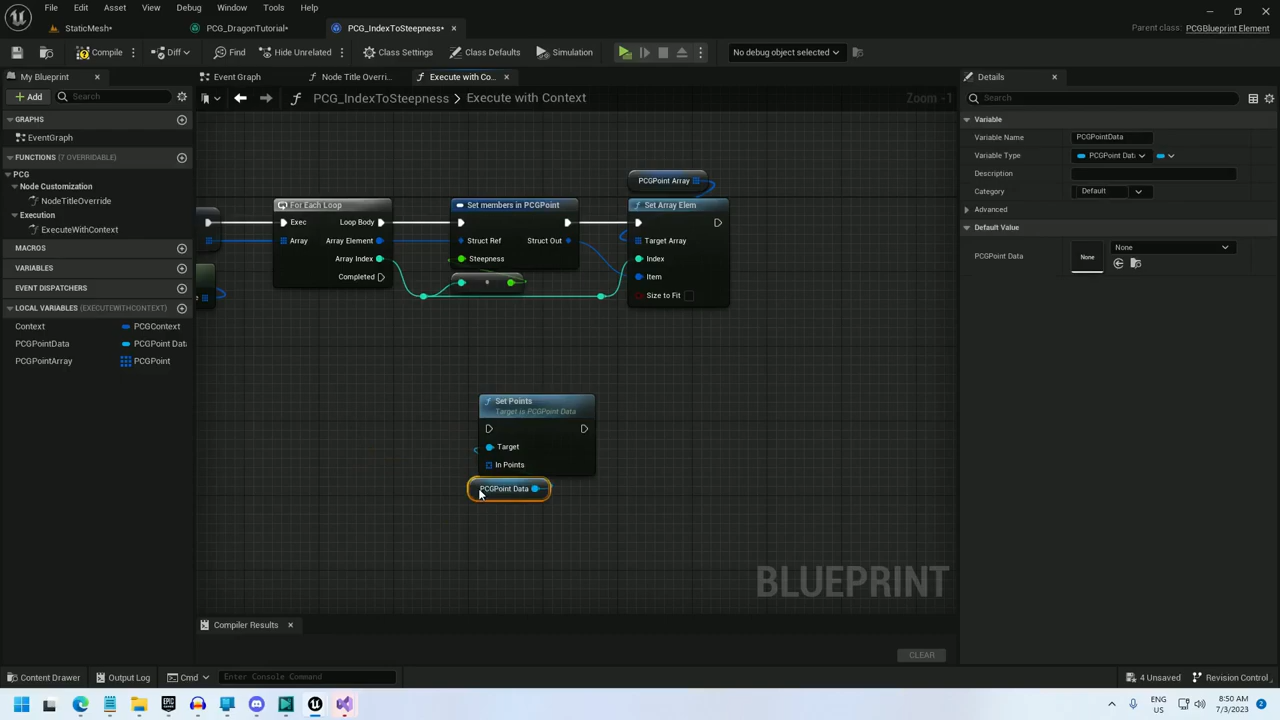 File Edit Asset View Debug Window Tools Help
StaticMesh*
PCG_DragonTutorial*
PCG_IndexToSteepness*
Parent class: PCGBlueprint Element
Compile
Diff
Find
Hide Unrelated
Class Settings
Class Defaults
Simulation
No debug object selected
My Blueprint
Event Graph
Node Title Overri..
Execute with Co..
Details
Add
Search
PCG_IndexToSteepness > Execute with Context
Zoom -1
Search
GRAPHS
EventGraph
FUNCTIONS (7 OVERRIDABLE)
PCG
Node Customization
NodeTitleOverride
Execution
ExecuteWithContext
MACROS
VARIABLES
EVENT DISPATCHERS
LOCAL VARIABLES (EXECUTEWITHCONTEXT)
Context PCGContext
PCGPointData PCGPoint Data
PCGPointArray PCGPoint
For Each Loop
Exec Loop Body
Array Array Element
Array Index
Completed
Set members in PCGPoint
Struct Ref Struct Out
Steepness
PCGPoint Array
Set Array Elem
Target Array
Index
Item
Size to Fit
Set Points
Target is PCGPoint Data
Target
In Points
PCGPoint Data
BLUEPRINT
Variable
Variable Name PCGPointData
Variable Type PCGPoint Dat
Description
Category Default
Advanced
Default Value
PCGPoint Data None None
Compiler Results
CLEAR
Content Drawer
Output Log
Cmd
Enter Console Command
4 Unsaved
Revision Control
ENG
US
8:50 AM
7/3/2023
2